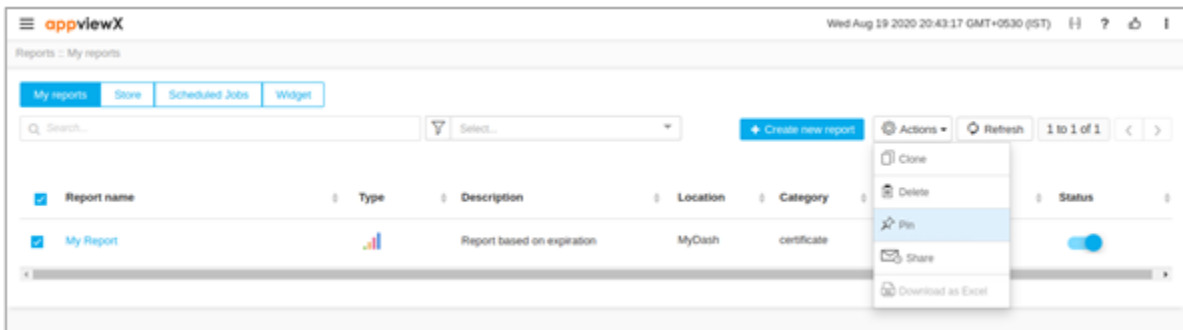 appviewX Wed Aug 19 2020 20:43:17 GMT+0530 (IST) ?
Reports :: My reports
My reports Store Scheduled Jobs Widget
Search... Select... + Create new report Actions Refresh 1 to 1 of 1 < >
Clone
Delete
Report name Type Description Location Category Status
Pin
My Report Report based on expiration MyDash certificate
Share
Download as Excel